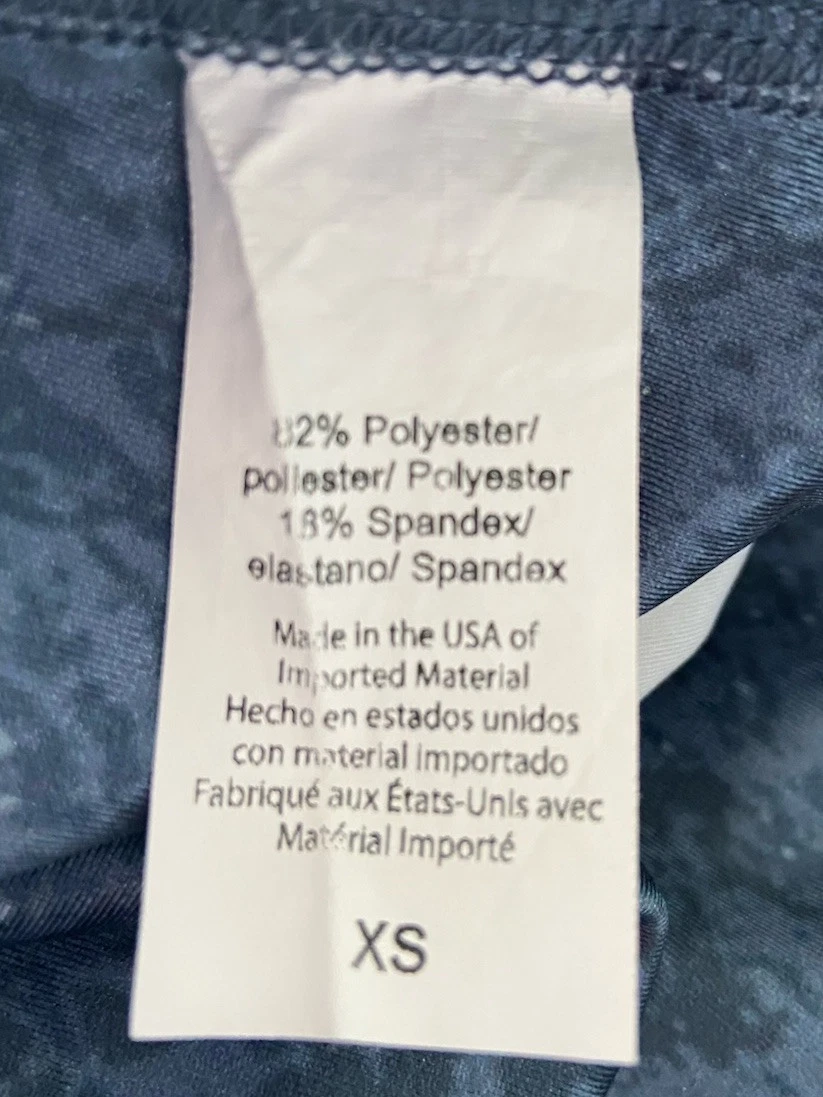 82% Polyester/
poliester/ Polyester
18% Spandex/
elastano/ Spandex
Made in the USA of
Imported Material
Hecho en estados unidos
con material importado
Fabriqué aux États-Unis avec
Matérial Importé
XS